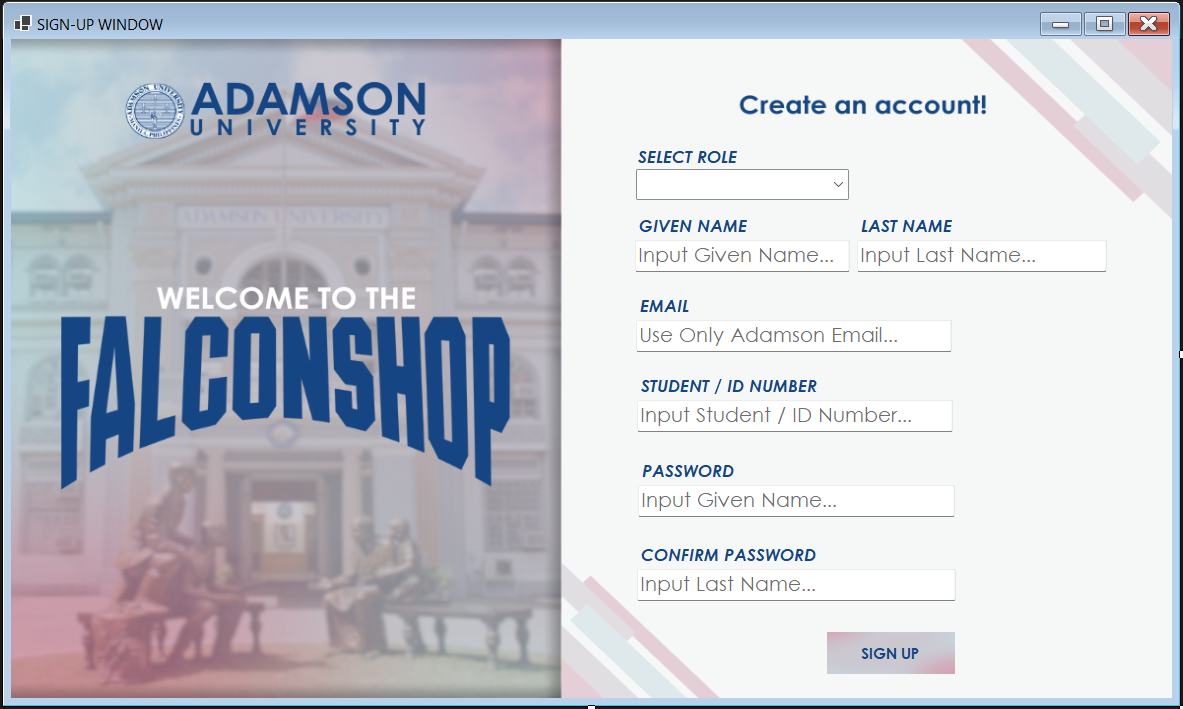 SIGN-UP WINDOW
ADAMSON
UNIVERSITY
ADAMSON UNIVERSITY
WELCOME TO THE
FALCONSHOP
Create an account!
SELECT ROLE
GIVEN NAME LAST NAME
Input Given Name... Input Last Name...
EMAIL
Use Only Adamson Email...
STUDENT / ID NUMBER
Input Student / ID Number...
PASSWORD
Input Given Name...
CONFIRM PASSWORD
Input Last Name...
SIGN UP